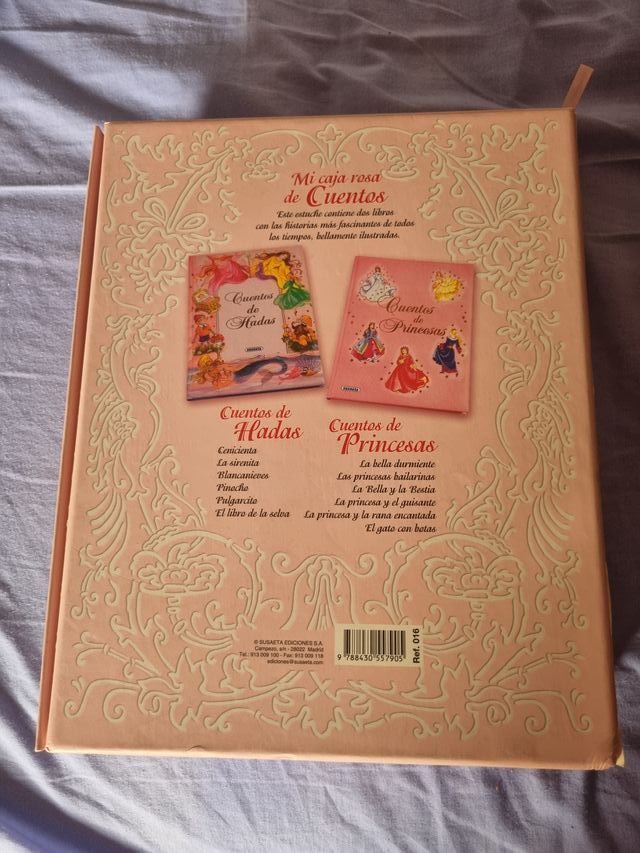 Mi caja rosa
de Cuentos
Este estuche contiene dos libros
con las historias más fascinantes de todos
los tiempos, bellamente ilustradas.
Cuentos
de
Hadas
SUSAETA
Cuentos
de
Princesas
SUSAETA
Cuentos de
Hadas
Cenicienta
La sirenita
Blancanieves
Pinocho
Pulgarcito
El libro de la selva
Cuentos de
Princesas
La bella durmiente
Las princesas bailarinas
La Bella y la Bestia
La princesa y el guisante
La princesa y la rana encantada
El gato con botas
© SUSAETA EDICIONES S.A.
Campezo, s/n - 28022 Madrid
Tel.: 913 009 100 - Fax: 913 009 118
ediciones@susaeta.com
9 788430 557905
Ref. 016